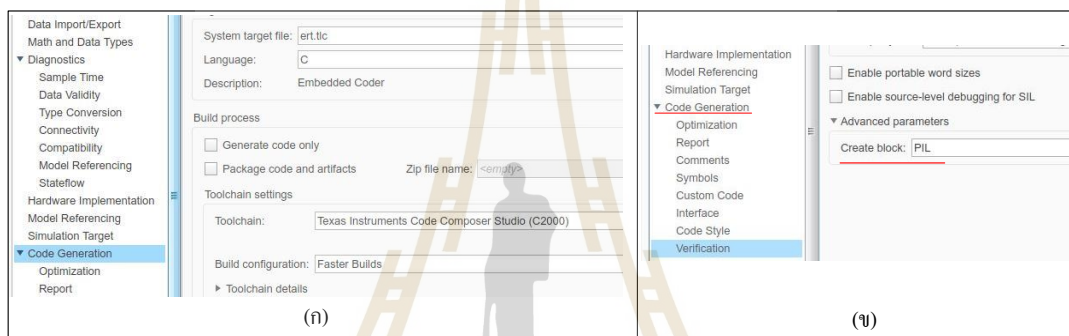 Data Import/Export
Math and Data Types
Diagnostics
Sample Time
Data Validity
Type Conversion
Connectivity
Compatibility
Model Referencing
Stateflow
Hardware Implementation
Model Referencing
Simulation Target
Code Generation
Optimization
Report
System target file: ert.tlc
Language: C
Description: Embedded Coder
Build process
Generate code only
Package code and artifacts Zip file name: <empty>
Toolchain settings
Toolchain: Texas Instruments Code Composer Studio (C2000)
Build configuration: Faster Builds
Toolchain details
(ก)
Hardware Implementation
Model Referencing
Simulation Target
Code Generation
Optimization
Report
Comments
Symbols
Custom Code
Interface
Code Style
Verification
Enable portable word sizes
Enable source-level debugging for SIL
Advanced parameters
Create block: PIL
(ข)